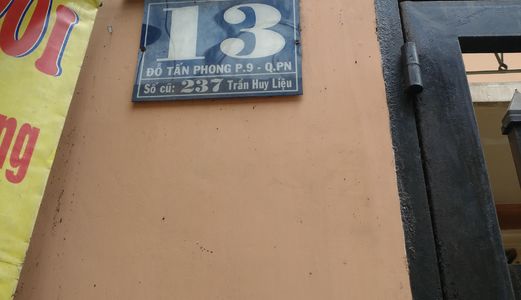 13
ĐỖ TẤN PHONG P.9 - Q.PN
Số cũ: 237 Trần Huy Liệu